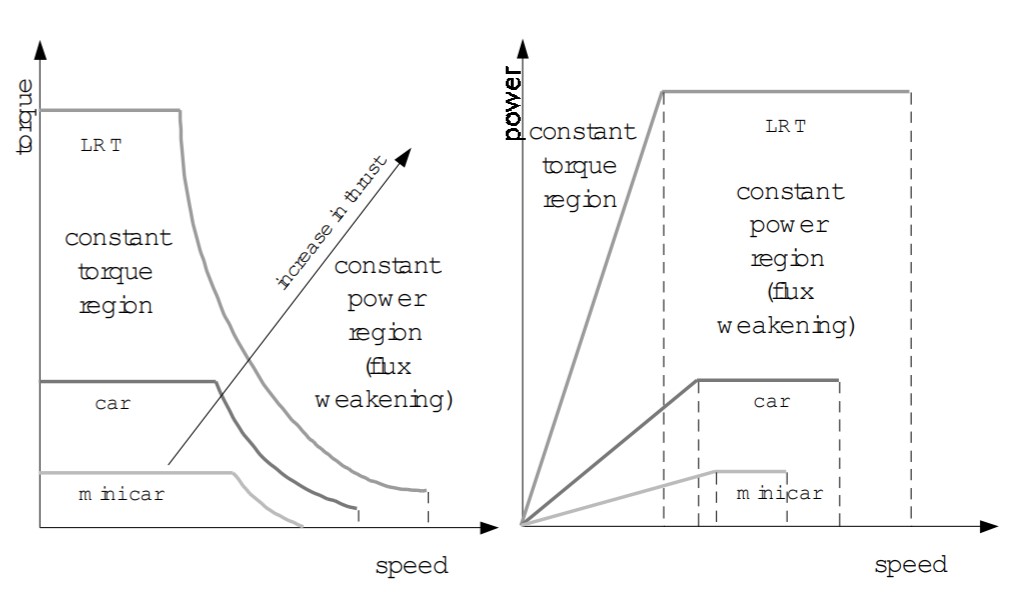 torque
LRT
constant
torque
region
increase in thrust
constant
power
region
(flux
weakening)
car
minicar
speed
power
constant
torque
region
LRT
constant
power
region
(flux
weakening)
car
minicar
speed